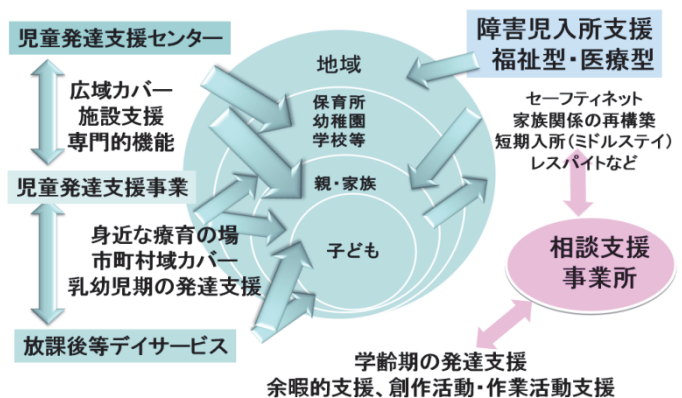 児童発達支援センター
広域カバー
施設支援
専門的機能
児童発達支援事業
身近な療育の場
市町村域カバー
乳幼児期の発達支援
放課後等デイサービス
地域
保育所
幼稚園
学校等
親・家族
子ども
障害児入所支援
福祉型・医療型
セーフティネット
家族関係の再構築
短期入所(ミドルステイ)
レスパイトなど
相談支援
事業所
学齢期の発達支援
余暇的支援、創作活動・作業活動支援